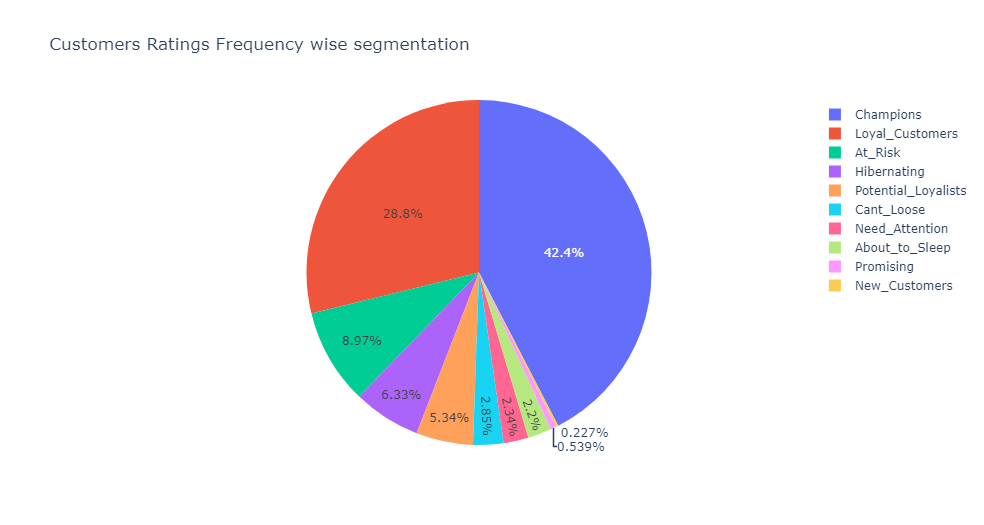 Customers Ratings Frequency wise segmentation
Champions
Loyal_Customers
At_Risk
Hibernating
Potential_Loyalists
Cant_Loose
Need_Attention
About_to_Sleep
Promising
New_Customers
28.8%
42.4%
8.97%
6.33%
5.34%
2.85%
2.34%
2.2%
0.227%
0.539%